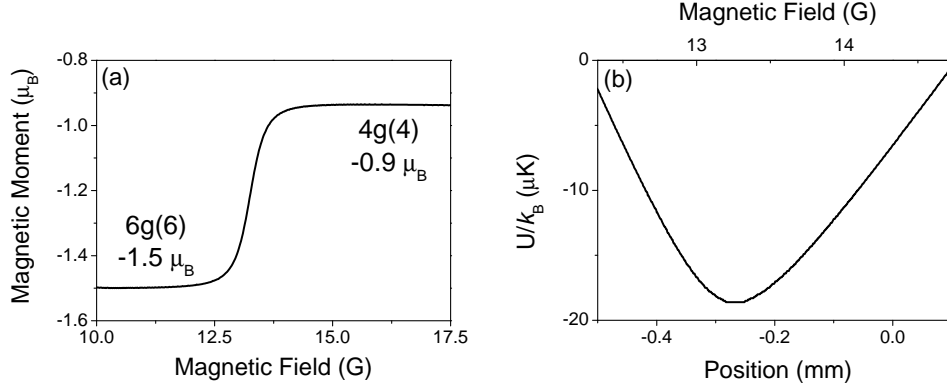 (a)
Magnetic Moment (μB)
-0.8
-1.0
-1.2
-1.4
-1.6
4g(4)
-0.9 μB
6g(6)
-1.5 μB
10.0 12.5 15.0 17.5
Magnetic Field (G)
Magnetic Field (G)
13 14
(b)
U/kB (μK)
0
-10
-20
-0.4 -0.2 0.0
Position (mm)